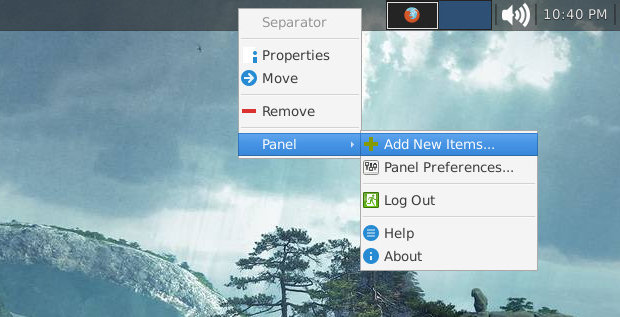 10:40 PM
Separator
Properties
Move
Remove
Panel
Add New Items...
Panel Preferences...
Log Out
Help
About